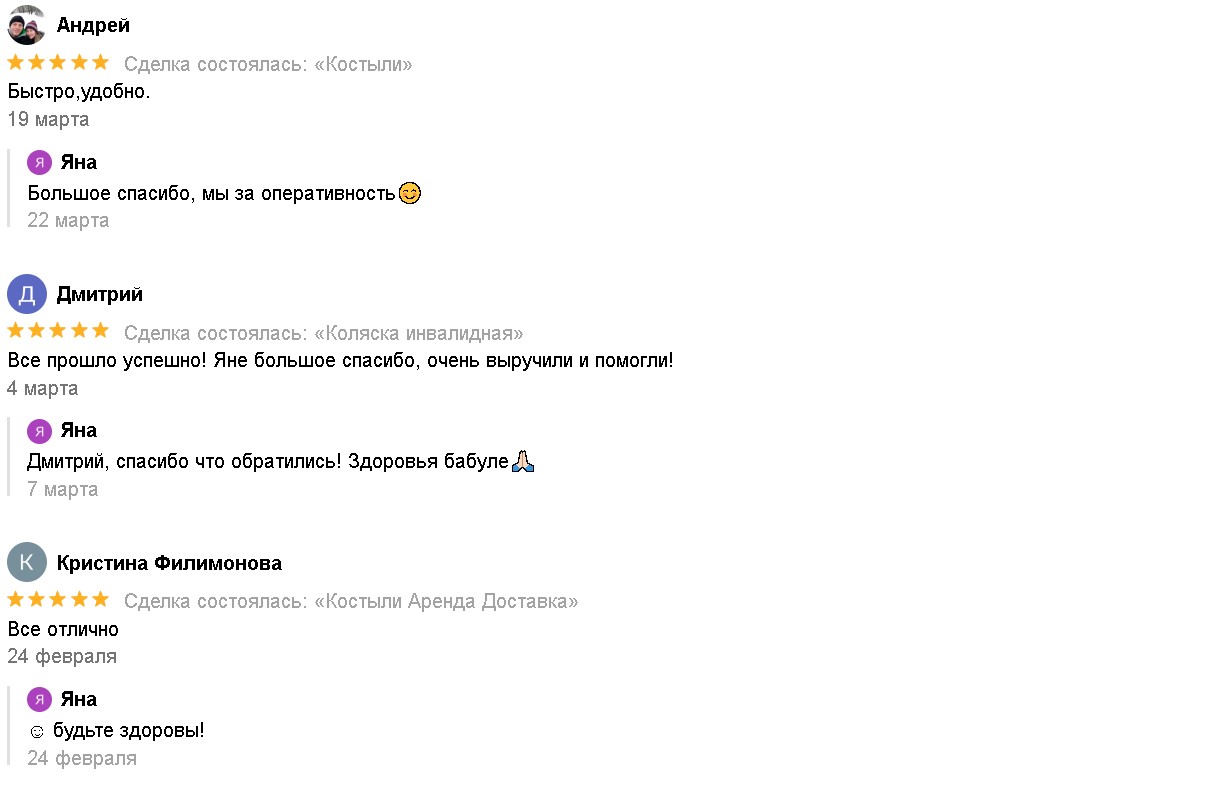 Андрей
Сделка состоялась: «Костыли»
Быстро,удобно.
19 марта
Я Яна
Большое спасибо, мы за оперативность😊
22 марта
Д Дмитрий
Сделка состоялась: «Коляска инвалидная»
Все прошло успешно! Яне большое спасибо, очень выручили и помогли!
4 марта
Я Яна
Дмитрий, спасибо что обратились! Здоровья бабуле🙏🏻
7 марта
К Кристина Филимонова
Сделка состоялась: «Костыли Аренда Доставка»
Все отлично
24 февраля
Я Яна
☺ будьте здоровы!
24 февраля